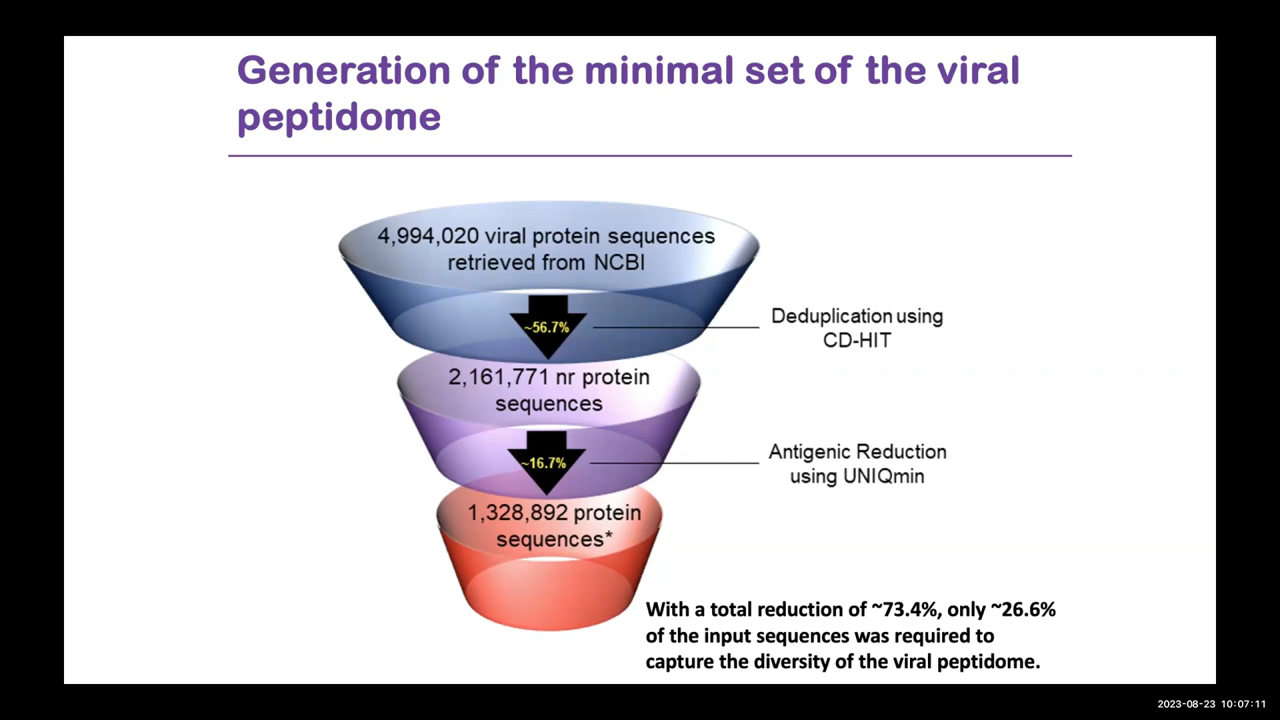 Generation of the minimal set of the viral
peptidome
4,994,020 viral protein sequences
retrieved from NCBI
~56.7%
Deduplication using
CD-HIT
2,161,771 nr protein
sequences
~16.7%
Antigenic Reduction
using UNIQmin
1,328,892 protein
sequences*
With a total reduction of ~73.4%, only ~26.6%
of the input sequences was required to
capture the diversity of the viral peptidome.
2023-08-23 10:07:11